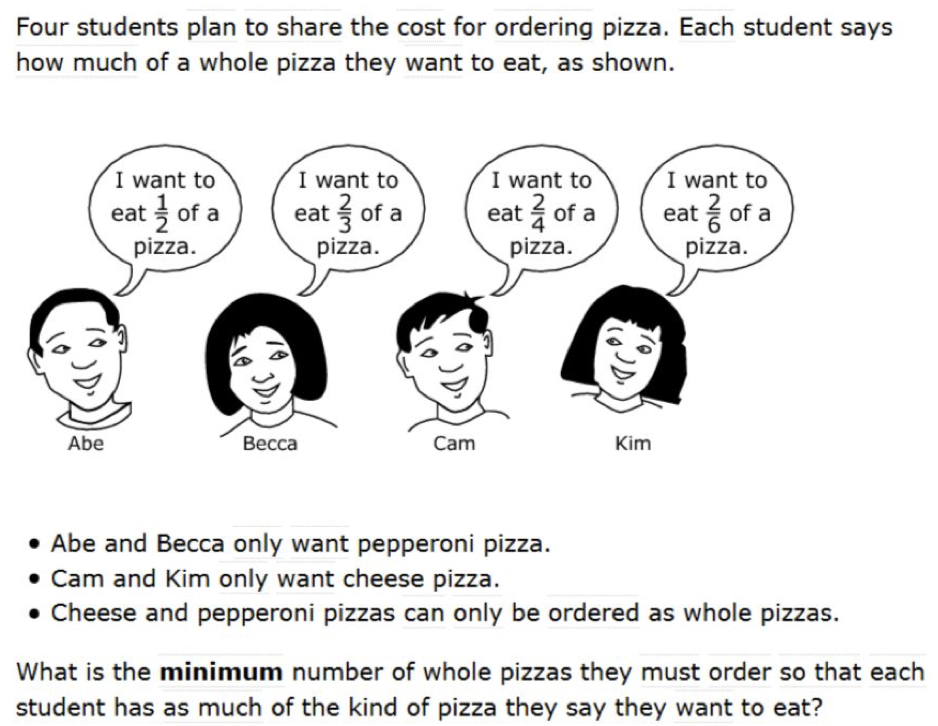 Four students plan to share the cost for ordering pizza. Each student says
how much of a whole pizza they want to eat, as shown.
I want to
eat 1/2 of a
pizza.
I want to
eat 2/3 of a
pizza.
I want to
eat 2/4 of a
pizza.
I want to
eat 2/6 of a
pizza.
Abe
Becca
Cam
Kim
• Abe and Becca only want pepperoni pizza.
• Cam and Kim only want cheese pizza.
• Cheese and pepperoni pizzas can only be ordered as whole pizzas.
What is the minimum number of whole pizzas they must order so that each
student has as much of the kind of pizza they say they want to eat?